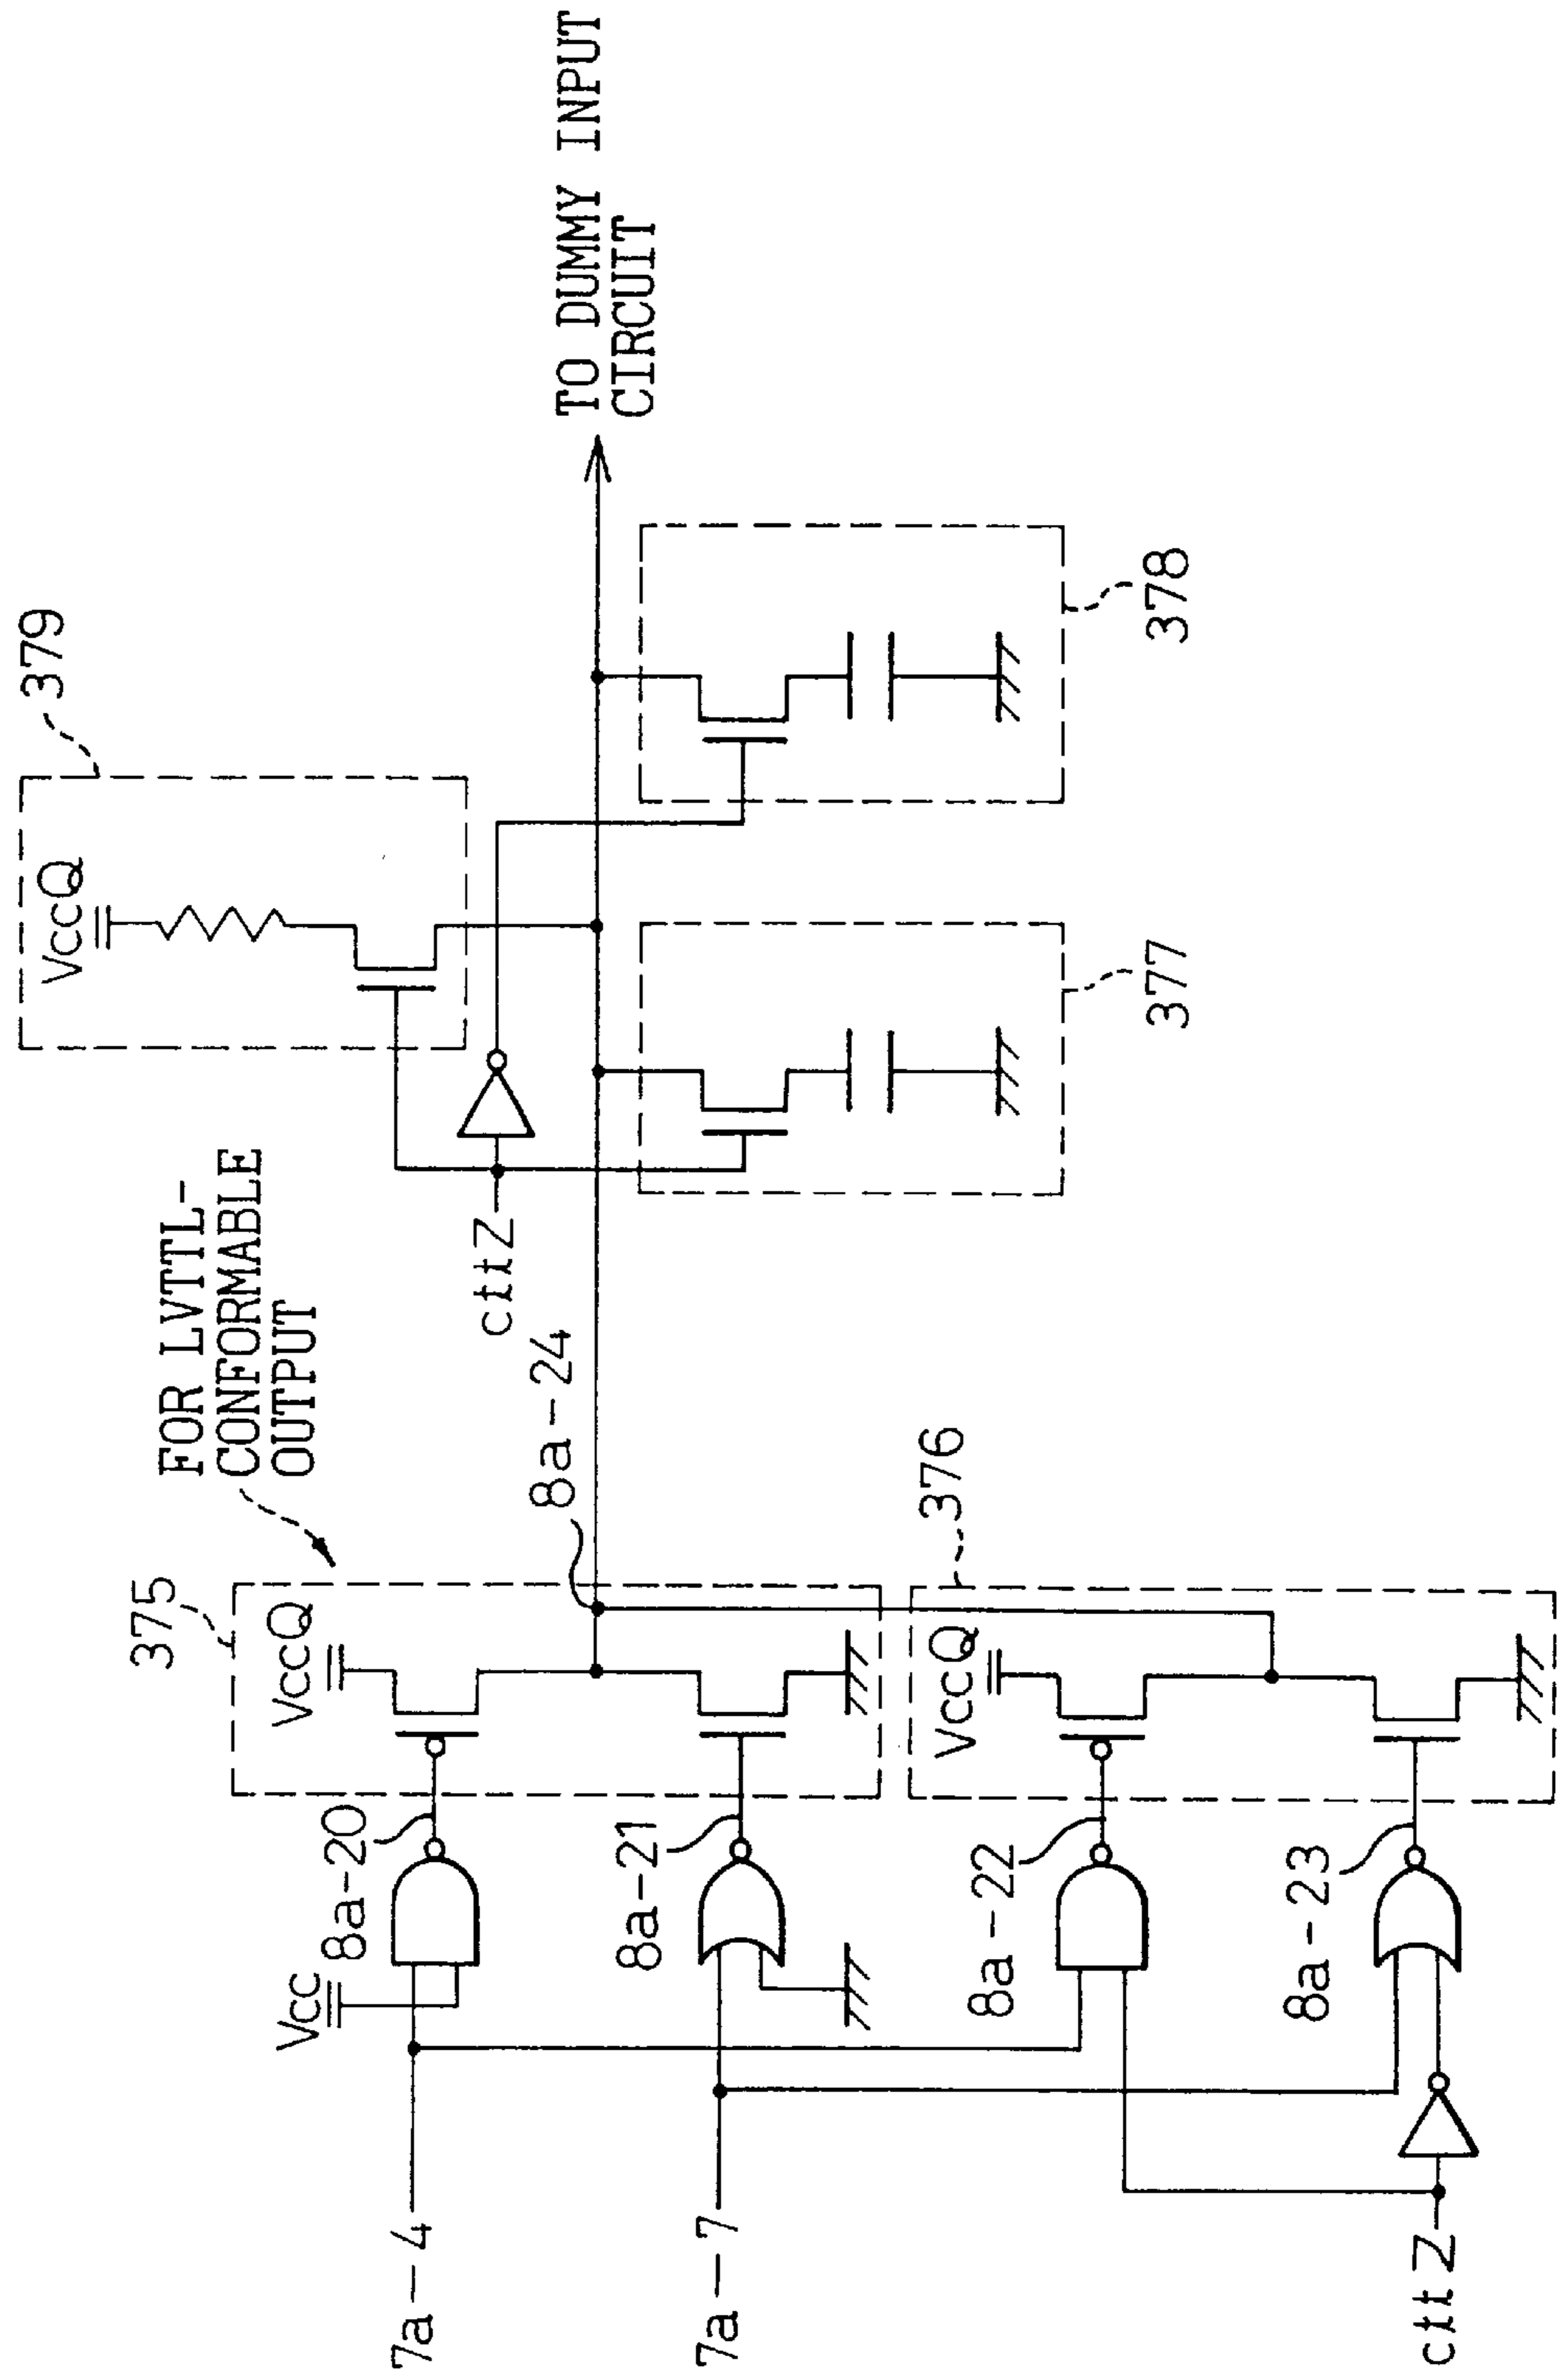 379
VccQ
TO DUMMY INPUT
CIRCUIT
378
377
FOR LVTTL-
CONFORMABLE
OUTPUT
cttZ
8a-24
375
VccQ
376
VccQ
Vcc
8a-20
8a-21
8a-22
8a-23
7a-4
7a-7
cttZ